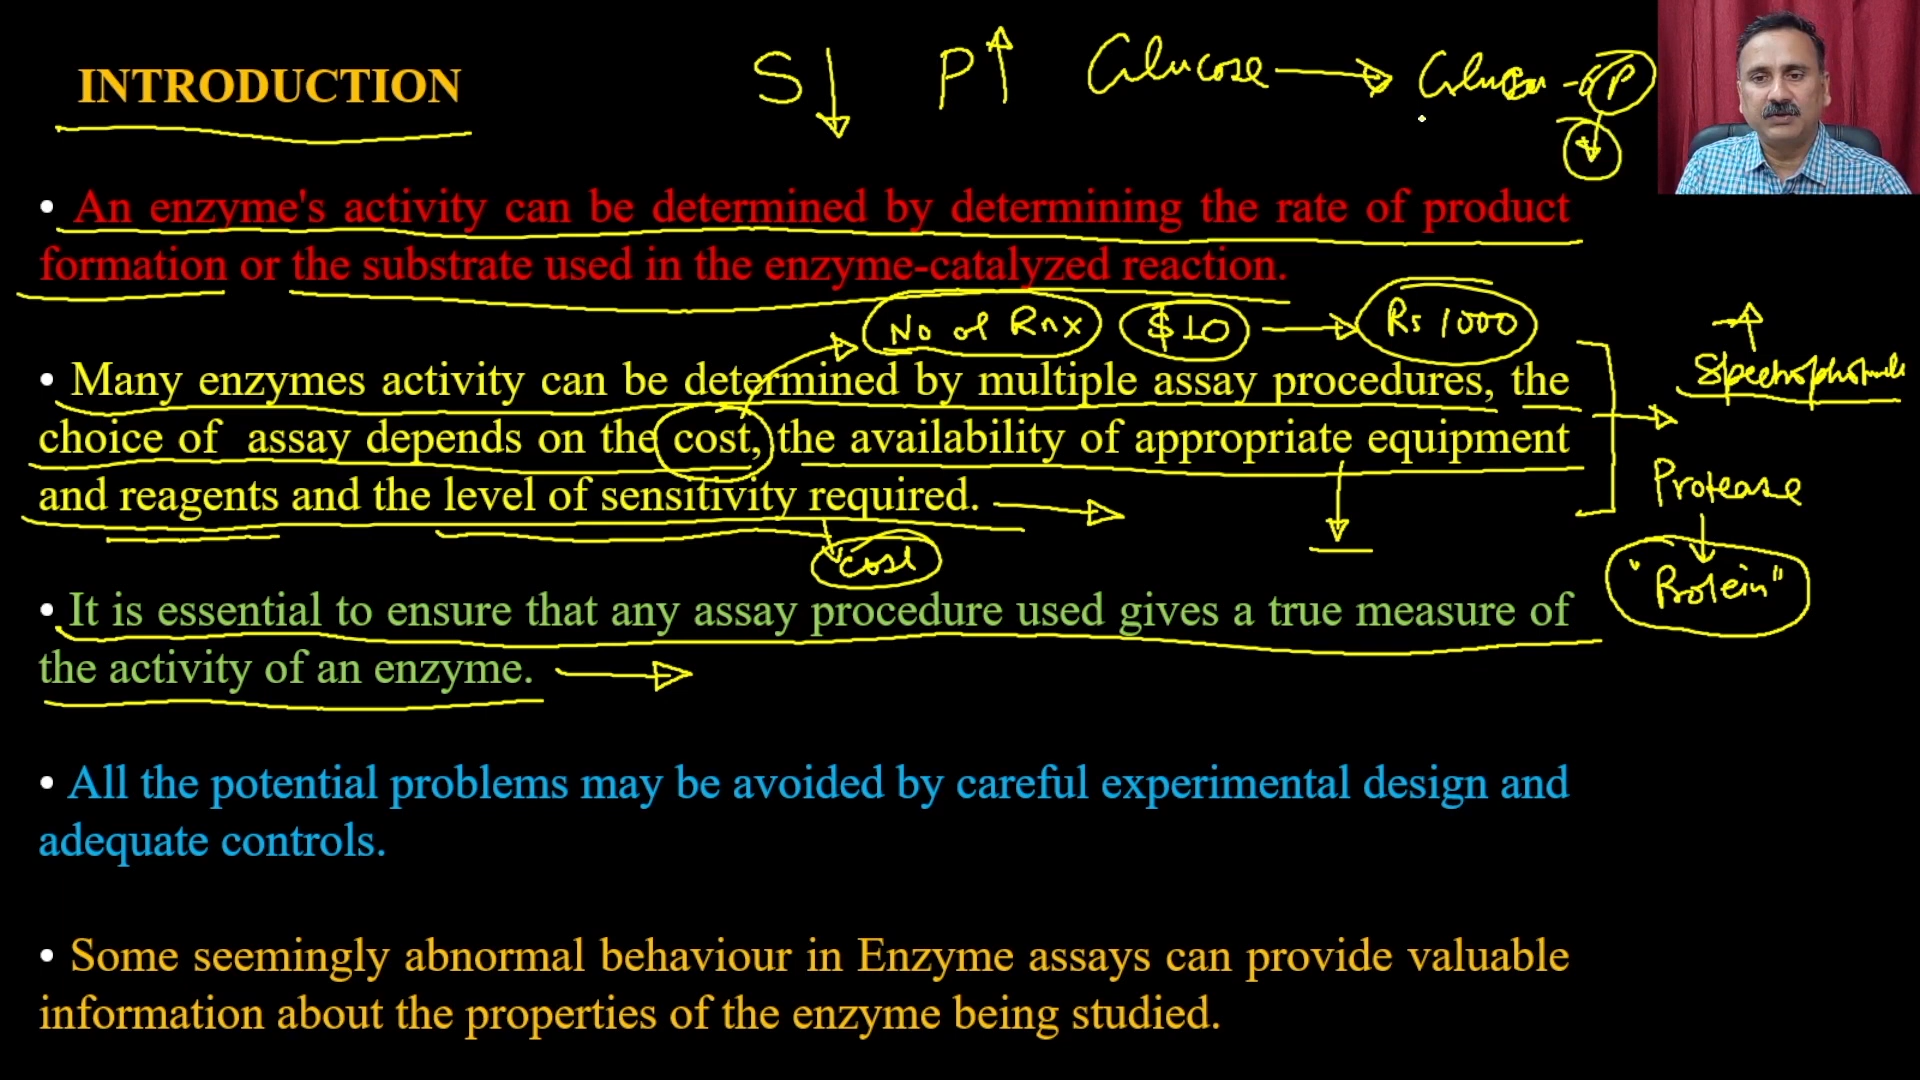 INTRODUCTION
S↓ P↑ Glucose → Glucose-6P
• An enzyme's activity can be determined by determining the rate of product
formation or the substrate used in the enzyme-catalyzed reaction.
No of Rnx $10 → Rs 1000
• Many enzymes activity can be determined by multiple assay procedures, the
choice of assay depends on the cost, the availability of appropriate equipment
and reagents and the level of sensitivity required.
Protease
cost
"Protein"
• It is essential to ensure that any assay procedure used gives a true measure of
the activity of an enzyme.
• All the potential problems may be avoided by careful experimental design and
adequate controls.
• Some seemingly abnormal behaviour in Enzyme assays can provide valuable
information about the properties of the enzyme being studied.